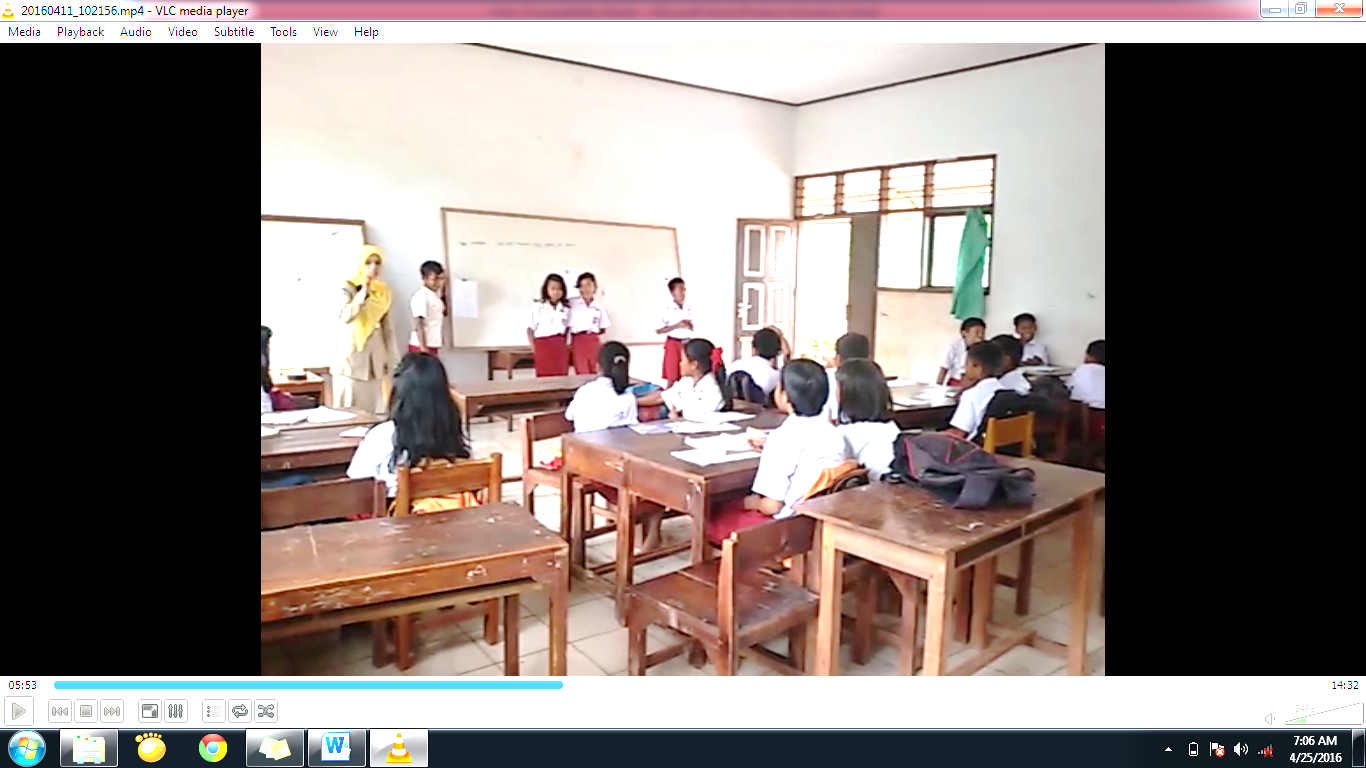 20160411_102156.mp4 - VLC media player
Media Playback Audio Video Subtitle Tools View Help
05:53
14:32
7:06 AM
4/25/2016